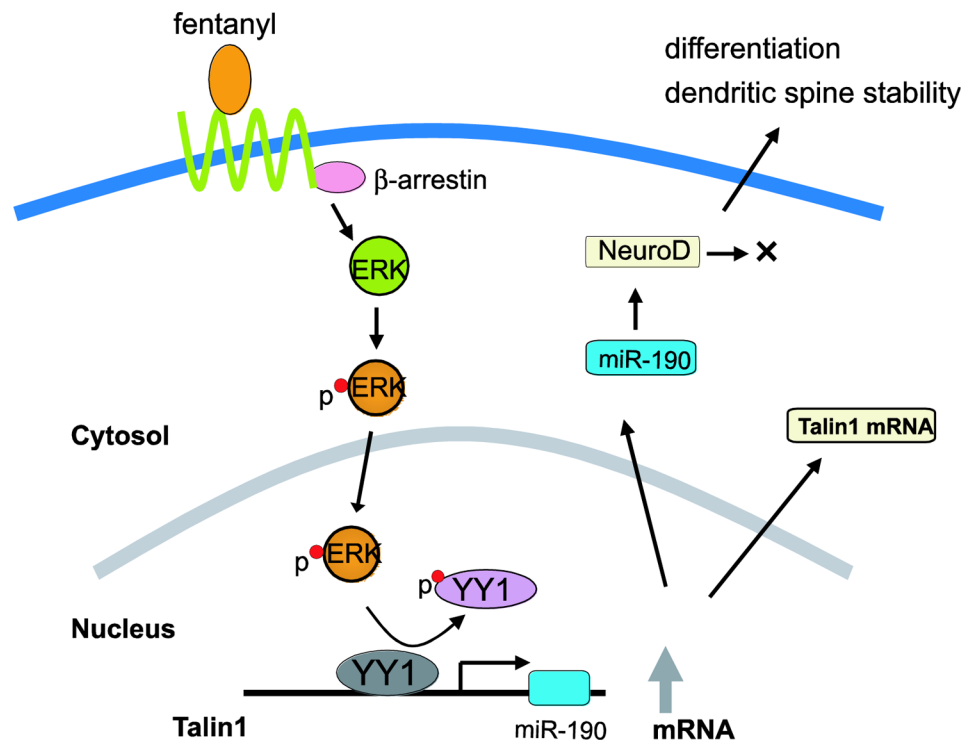 fentanyl
differentiation
dendritic spine stability
β-arrestin
ERK
NeuroD
miR-190
p ERK
Talin1 mRNA
Cytosol
p ERK
p YY1
Nucleus
YY1
Talin1
miR-190
mRNA